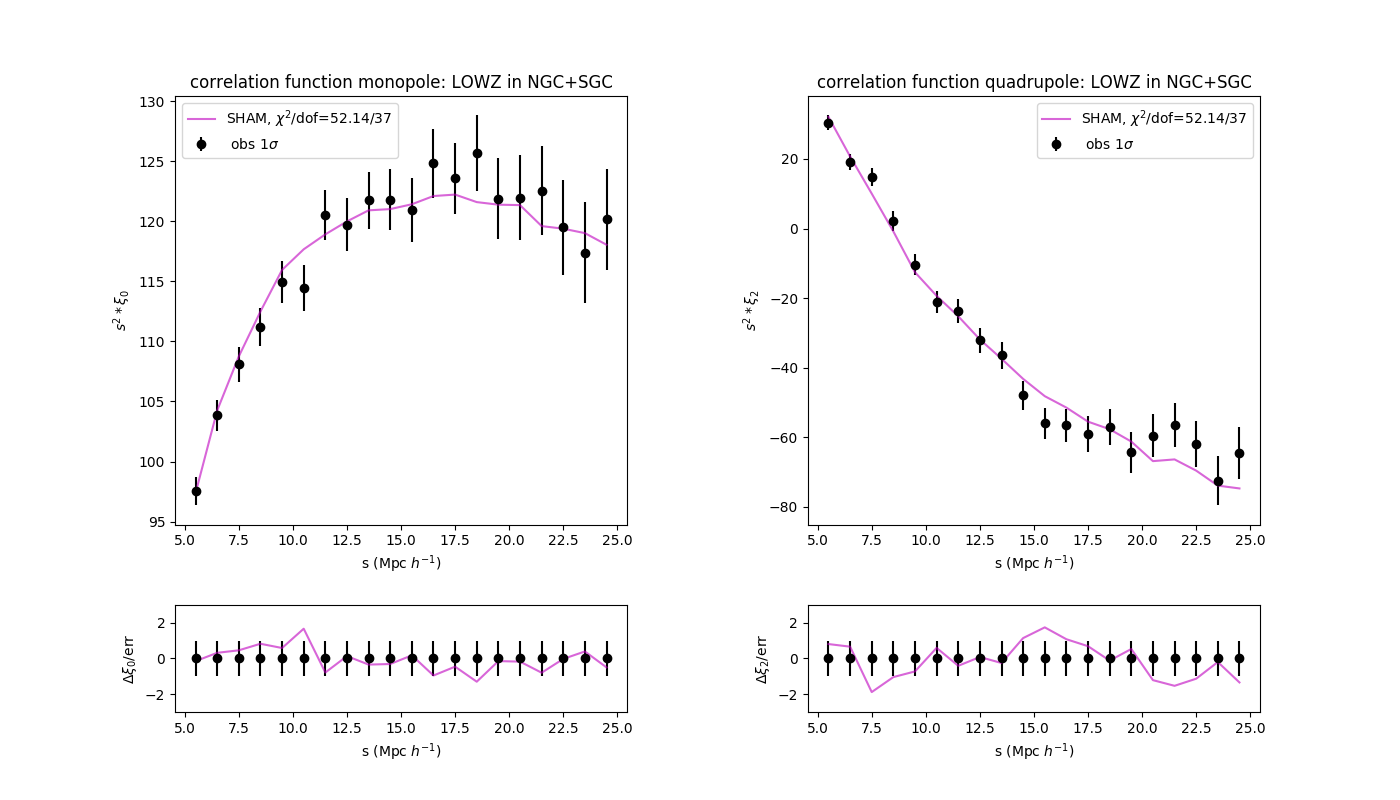 correlation function monopole: LOWZ in NGC+SGC
SHAM, χ²/dof=52.14/37
obs 1σ
130
125
120
115
110
105
100
95
s² * ξ₀
5.0 7.5 10.0 12.5 15.0 17.5 20.0 22.5 25.0
s (Mpc h⁻¹)
2
0
−2
Δξ₀/err
5.0 7.5 10.0 12.5 15.0 17.5 20.0 22.5 25.0
s (Mpc h⁻¹)
correlation function quadrupole: LOWZ in NGC+SGC
SHAM, χ²/dof=52.14/37
obs 1σ
20
0
−20
−40
−60
−80
s² * ξ₂
5.0 7.5 10.0 12.5 15.0 17.5 20.0 22.5 25.0
s (Mpc h⁻¹)
2
0
−2
Δξ₂/err
5.0 7.5 10.0 12.5 15.0 17.5 20.0 22.5 25.0
s (Mpc h⁻¹)